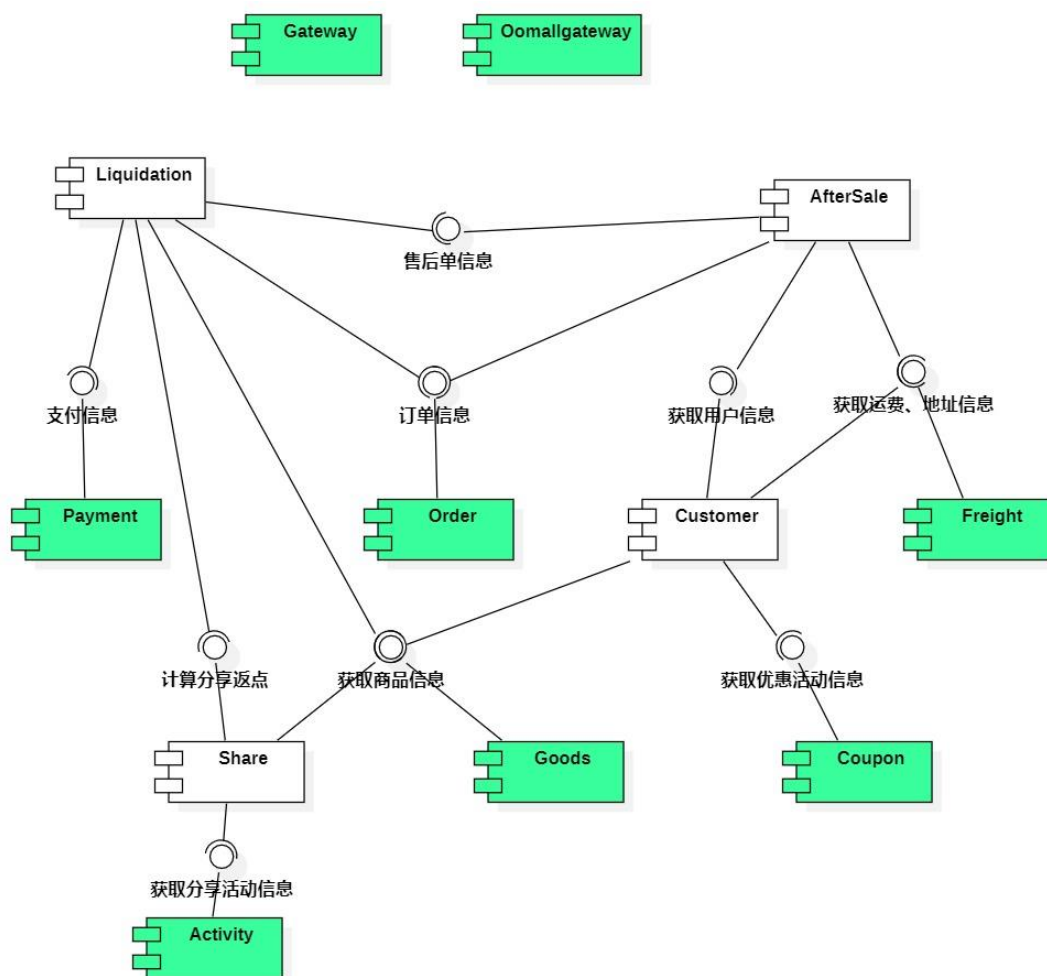 Gateway
Oomallgateway
Liquidation
AfterSale
售后单信息
支付信息
订单信息
获取用户信息
获取运费、地址信息
Payment
Order
Customer
Freight
计算分享返点
获取商品信息
获取优惠活动信息
Share
Goods
Coupon
获取分享活动信息
Activity